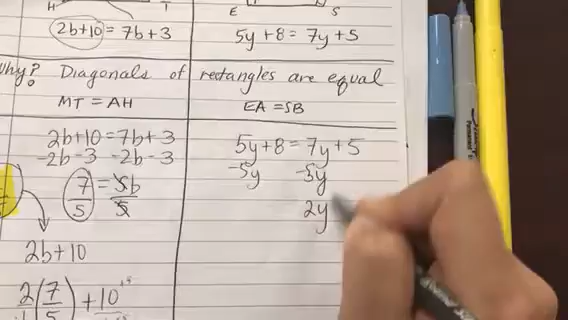 H T E S
2b+10 = 7b+3 5y+8 = 7y+5
Why? Diagonals of rectangles are equal
MT = AH EA = SB
2b+10=7b+3 5y+8 = 7y+5
-2b-3 -2b-3 -5y -5y
7/5 = 5b/5 2y
2b+10
2(7/5) + 10